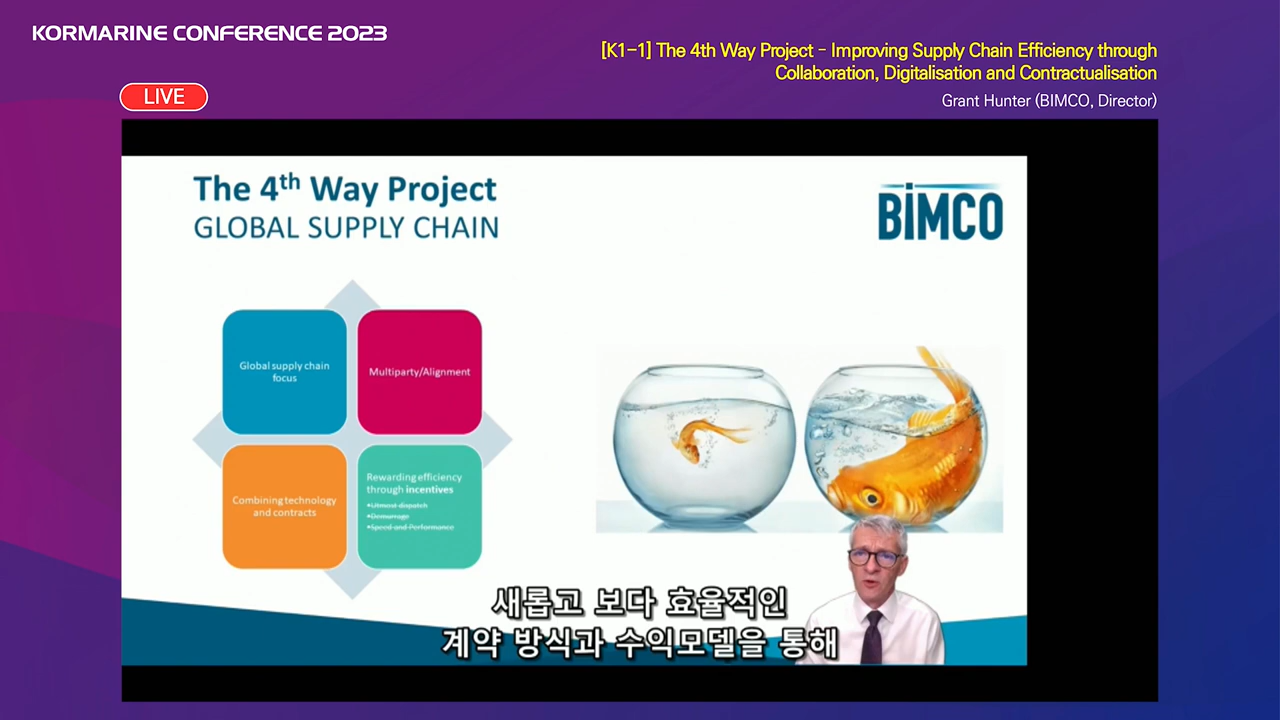 KORMARINE CONFERENCE 2023
[K1-1] The 4th Way Project - Improving Supply Chain Efficiency through
Collaboration, Digitalisation and Contractualisation
LIVE
Grant Hunter (BIMCO, Director)
The 4th Way Project
GLOBAL SUPPLY CHAIN
BIMCO
Global supply chain
focus
Multiparty/Alignment
Combining technology
and contracts
Rewarding efficiency
through incentives
•Utmost dispatch
•Demurrage
•Speed and Performance
새롭고 보다 효율적인
계약 방식과 수익모델을 통해